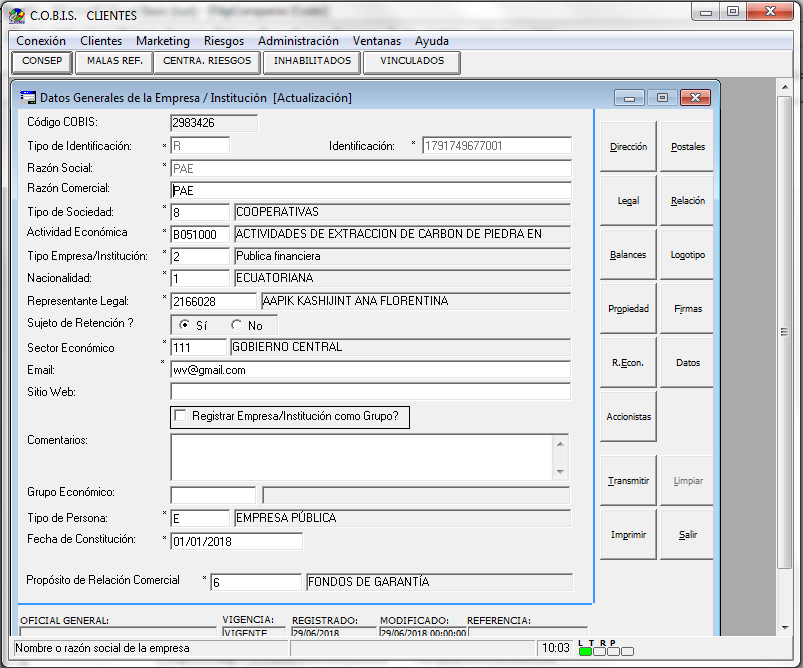 C.O.B.I.S. CLIENTES
Conexión Clientes Marketing Riesgos Administración Ventanas Ayuda
CONSEP MALAS REF. CENTRA. RIESGOS INHABILITADOS VINCULADOS
Datos Generales de la Empresa / Institución [Actualización]
Código COBIS: 2983426
Tipo de Identificación: * R Identificación: * 1791749677001
Razón Social: * PAE
Razón Comercial: PAE
Tipo de Sociedad: * 8 COOPERATIVAS
Actividad Económica * B051000 ACTIVIDADES DE EXTRACCION DE CARBON DE PIEDRA EN
Tipo Empresa/Institución: * 2 Publica financiera
Nacionalidad: * 1 ECUATORIANA
Representante Legal: * 2166028 AAPIK KASHIJINT ANA FLORENTINA
Sujeto de Retención ? Sí No
Sector Económico * 111 GOBIERNO CENTRAL
Email: * wv@gmail.com
Sitio Web:
Registrar Empresa/Institución como Grupo?
Comentarios:
Grupo Económico:
Tipo de Persona: * E EMPRESA PÚBLICA
Fecha de Constitución: * 01/01/2018
Propósito de Relación Comercial * 6 FONDOS DE GARANTÍA
Dirección Postales
Legal Relación
Balances Logotipo
Propiedad Firmas
R.Econ. Datos
Accionistas
Transmitir Limpiar
Imprimir Salir
OFICIAL GENERAL: VIGENCIA: REGISTRADO: MODIFICADO: REFERENCIA:
VIGENTE 29/06/2018 29/06/2018 00:00:00
Nombre o razón social de la empresa 10:03 L T R P